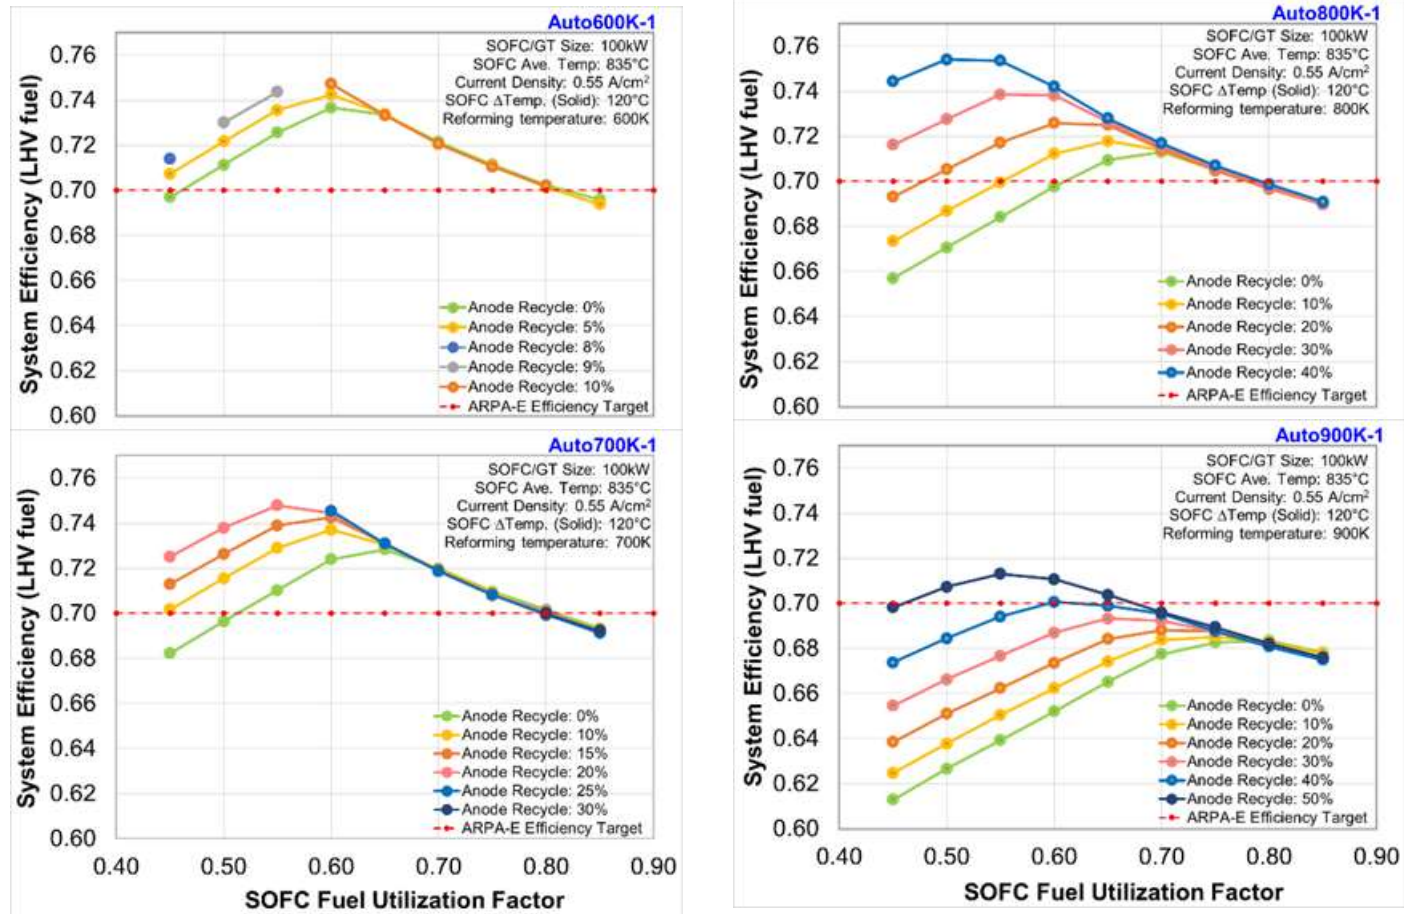 Auto600K-1
SOFC/GT Size: 100kW
SOFC Ave. Temp: 835°C
Current Density: 0.55 A/cm²
SOFC ΔTemp. (Solid): 120°C
Reforming temperature: 600K
System Efficiency (LHV fuel)
0.76
0.74
0.72
0.70
0.68
0.66
0.64
0.62
0.60
Anode Recycle: 0%
Anode Recycle: 5%
Anode Recycle: 8%
Anode Recycle: 9%
Anode Recycle: 10%
ARPA-E Efficiency Target
Auto800K-1
SOFC/GT Size: 100kW
SOFC Ave. Temp: 835°C
Current Density: 0.55 A/cm²
SOFC ΔTemp. (Solid): 120°C
Reforming temperature: 800K
System Efficiency (LHV fuel)
0.76
0.74
0.72
0.70
0.68
0.66
0.64
0.62
0.60
Anode Recycle: 0%
Anode Recycle: 10%
Anode Recycle: 20%
Anode Recycle: 30%
Anode Recycle: 40%
ARPA-E Efficiency Target
Auto700K-1
SOFC/GT Size: 100kW
SOFC Ave. Temp: 835°C
Current Density: 0.55 A/cm²
SOFC ΔTemp. (Solid): 120°C
Reforming temperature: 700K
System Efficiency (LHV fuel)
0.76
0.74
0.72
0.70
0.68
0.66
0.64
0.62
0.60
Anode Recycle: 0%
Anode Recycle: 10%
Anode Recycle: 15%
Anode Recycle: 20%
Anode Recycle: 25%
Anode Recycle: 30%
ARPA-E Efficiency Target
0.40 0.50 0.60 0.70 0.80 0.90
SOFC Fuel Utilization Factor
Auto900K-1
SOFC/GT Size: 100kW
SOFC Ave. Temp: 835°C
Current Density: 0.55 A/cm²
SOFC ΔTemp (Solid): 120°C
Reforming temperature: 900K
System Efficiency (LHV fuel)
0.76
0.74
0.72
0.70
0.68
0.66
0.64
0.62
0.60
Anode Recycle: 0%
Anode Recycle: 10%
Anode Recycle: 20%
Anode Recycle: 30%
Anode Recycle: 40%
Anode Recycle: 50%
ARPA-E Efficiency Target
0.40 0.50 0.60 0.70 0.80 0.90
SOFC Fuel Utilization Factor